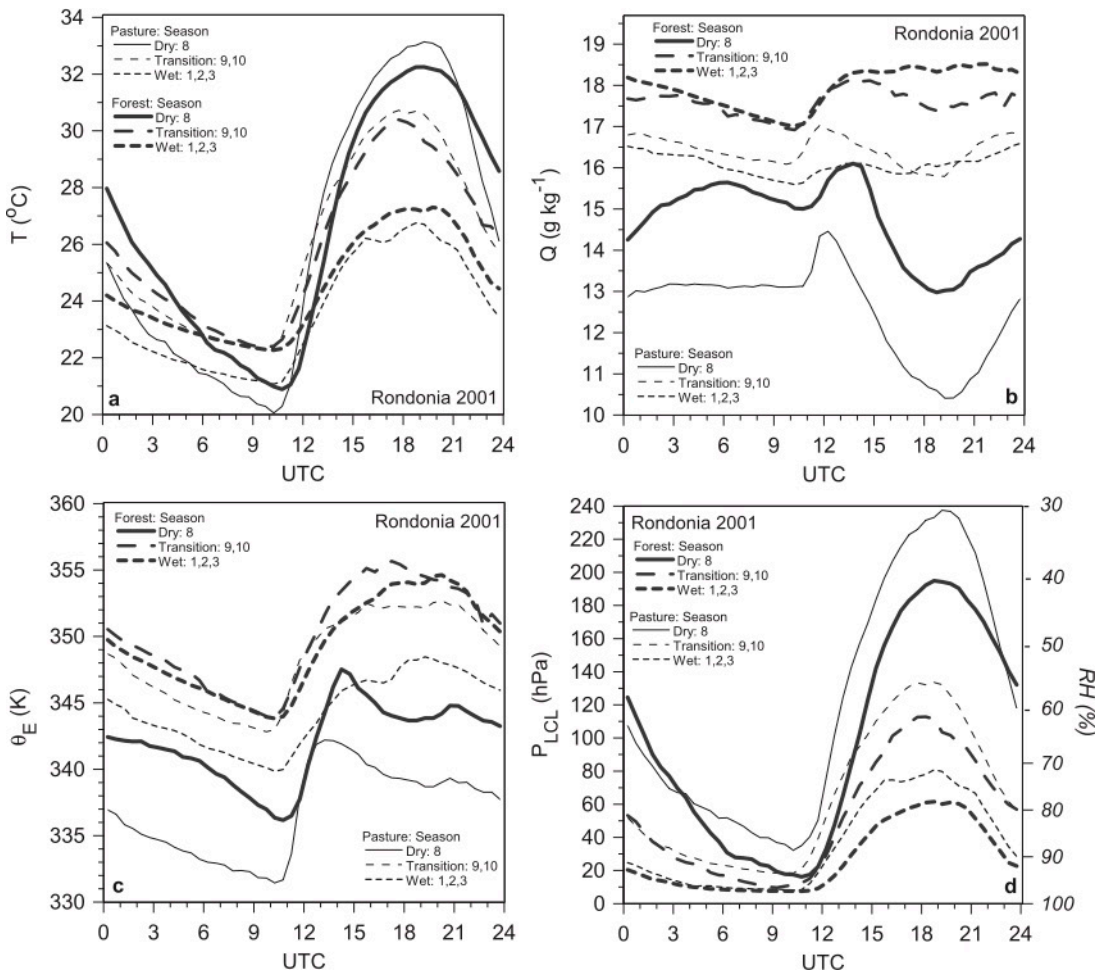 34
32
30
28
26
24
22
20
T (°C)
Pasture: Season
Dry: 8
Transition: 9,10
Wet: 1,2,3
Forest: Season
Dry: 8
Transition: 9,10
Wet: 1,2,3
a
Rondonia 2001
0 3 6 9 12 15 18 21 24
UTC
19
18
17
16
15
14
13
12
11
10
Q (g kg-1)
Forest: Season
Dry: 8
Transition: 9,10
Wet: 1,2,3
Rondonia 2001
Pasture: Season
Dry: 8
Transition: 9,10
Wet: 1,2,3
b
0 3 6 9 12 15 18 21 24
UTC
360
355
350
345
340
335
330
θE (K)
Forest: Season
Dry: 8
Transition: 9,10
Wet: 1,2,3
Rondonia 2001
Pasture: Season
Dry: 8
Transition: 9,10
Wet: 1,2,3
c
0 3 6 9 12 15 18 21 24
UTC
240
220
200
180
160
140
120
100
80
60
40
20
0
PLCL (hPa)
Rondonia 2001
Forest: Season
Dry: 8
Transition: 9,10
Wet: 1,2,3
Pasture: Season
Dry: 8
Transition: 9,10
Wet: 1,2,3
d
30
40
50
60
70
80
90
100
RH (%)
0 3 6 9 12 15 18 21 24
UTC